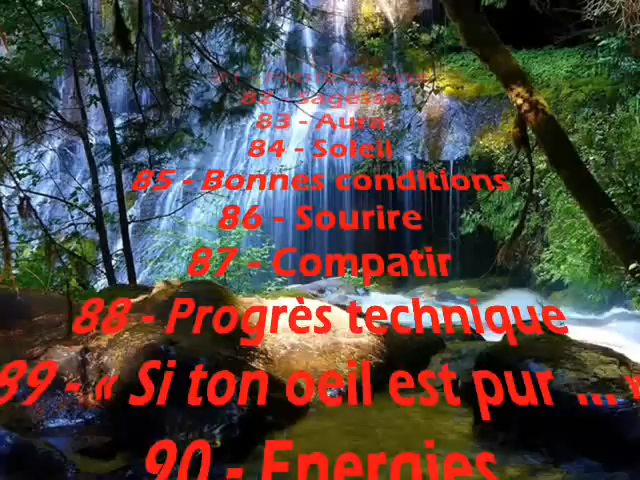 82 - Sagesse
83 - Aura
84 - Soleil
85 - Bonnes conditions
86 - Sourire
87 - Compatir
88 - Progrès technique
89 - « Si ton oeil est pur ... »
90 - Energies